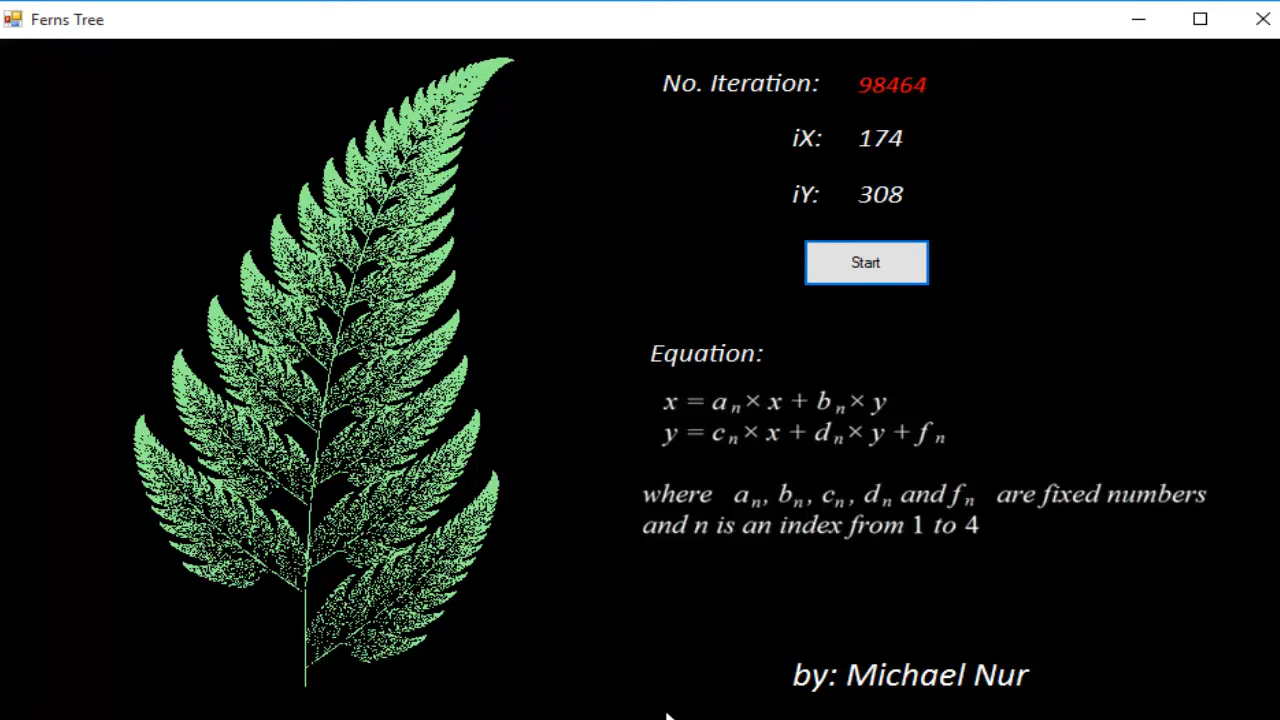 Ferns Tree
No. Iteration: 98464
iX: 174
iY: 308
Start
Equation:
x = aₙ × x + bₙ × y
y = cₙ × x + dₙ × y + fₙ
where aₙ, bₙ, cₙ, dₙ and fₙ are fixed numbers
and n is an index from 1 to 4
by: Michael Nur